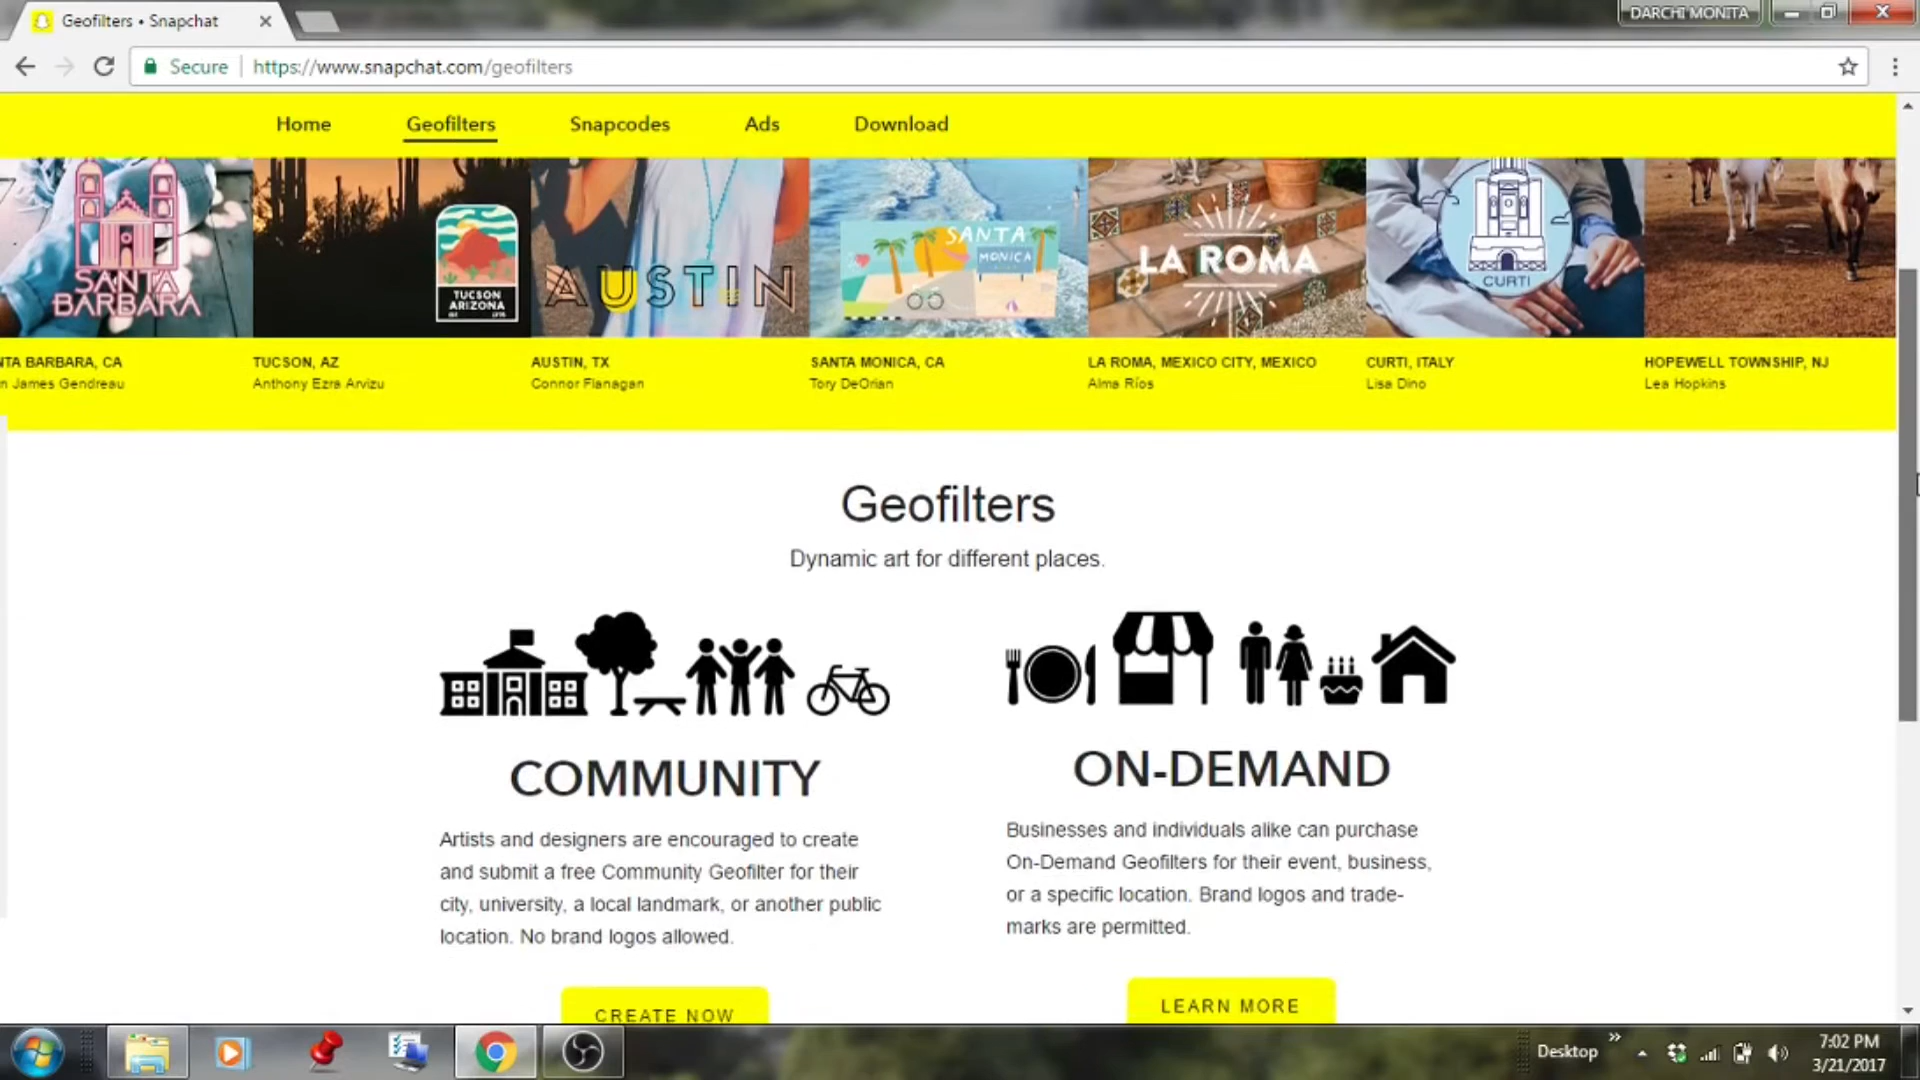 Geofilters • Snapchat
DARCHI MONITA
Secure
https://www.snapchat.com/geofilters
Home
Geofilters
Snapcodes
Ads
Download
SANTA
BARBARA
TUCSON
ARIZONA
AUSTIN
SANTA
MONICA
LA ROMA
CURTI
NTA BARBARA, CA
n James Gendreau
TUCSON, AZ
Anthony Ezra Arvizu
AUSTIN, TX
Connor Flanagan
SANTA MONICA, CA
Tory DeOrian
LA ROMA, MEXICO CITY, MEXICO
Alma Ríos
CURTI, ITALY
Lisa Dino
HOPEWELL TOWNSHIP, NJ
Lea Hopkins
Geofilters
Dynamic art for different places.
COMMUNITY
Artists and designers are encouraged to create
and submit a free Community Geofilter for their
city, university, a local landmark, or another public
location. No brand logos allowed.
CREATE NOW
ON-DEMAND
Businesses and individuals alike can purchase
On-Demand Geofilters for their event, business,
or a specific location. Brand logos and trade-
marks are permitted.
LEARN MORE
Desktop
7:02 PM
3/21/2017